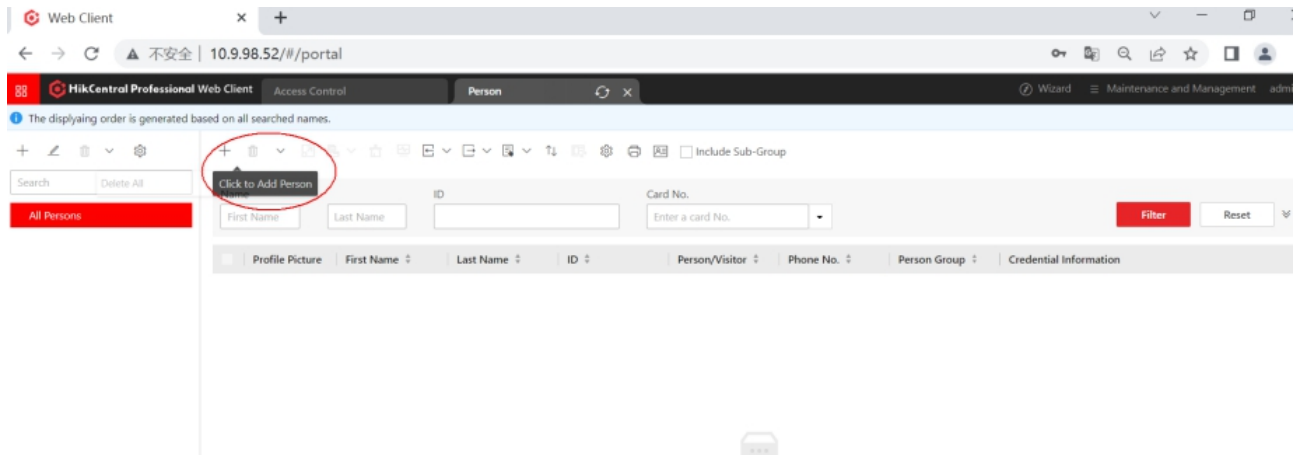 Web Client
不安全 | 10.9.98.52/#/portal
HikCentral Professional Web Client Access Control Person Wizard Maintenance and Management admi
The displyaing order is generated based on all searched names.
Include Sub-Group
Search Delete All
Click to Add Person
All Persons
Name ID Card No.
First Name Last Name Enter a card No. Filter Reset
Profile Picture First Name Last Name ID Person/Visitor Phone No. Person Group Credential Information